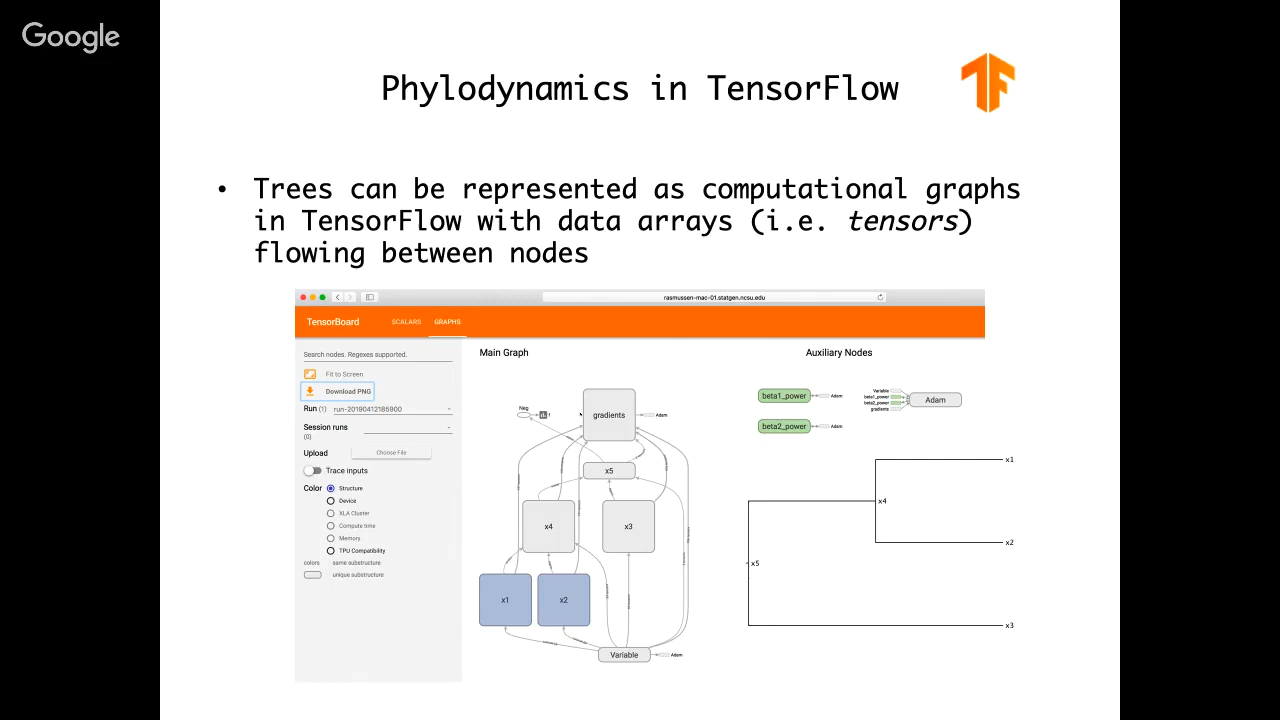 Google
Phylodynamics in TensorFlow
• Trees can be represented as computational graphs
in TensorFlow with data arrays (i.e. tensors)
flowing between nodes
rasmussen-mac-01.statgen.ncsu.edu
TensorBoard
SCALARS
GRAPHS
Search nodes. Regexes supported.
Fit to Screen
Download PNG
Run (1) run-20190412185900
Session runs
(0)
Upload Choose File
Trace inputs
Color Structure
Device
XLA Cluster
Compute time
Memory
TPU Compatibility
colors same substructure
unique substructure
Main Graph
Neg
gradients
Adam
x5
x4
x3
x1
x2
Variable
Adam
Auxiliary Nodes
beta1_power
Adam
beta2_power
Adam
Variable
beta1_power
beta2_power
gradients
Adam
x1
x4
x2
x5
x3